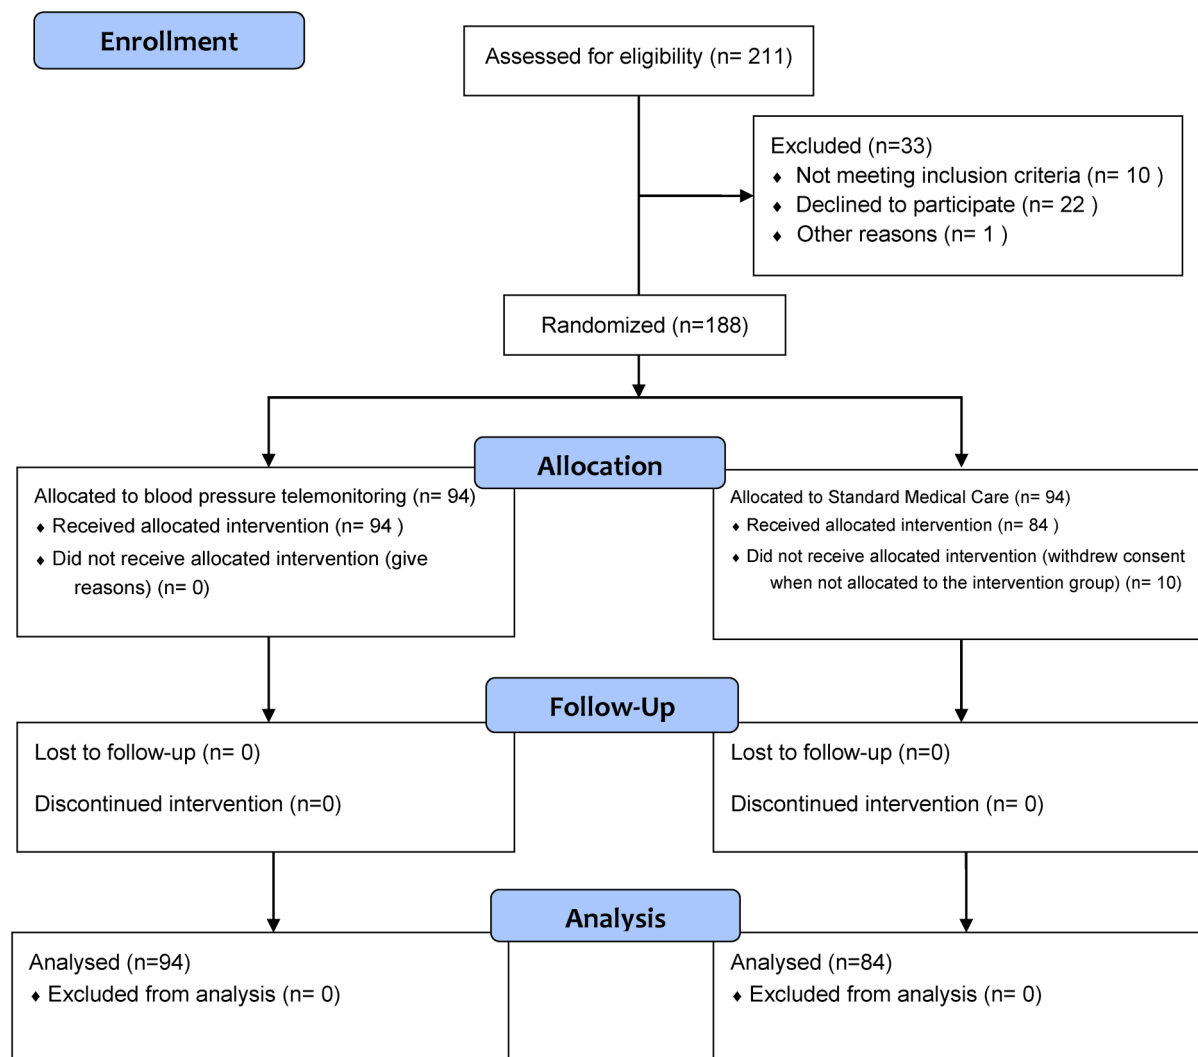 Enrollment
Assessed for eligibility (n= 211)
Excluded (n=33)
♦ Not meeting inclusion criteria (n= 10 )
♦ Declined to participate (n= 22 )
♦ Other reasons (n= 1 )
Randomized (n=188)
Allocation
Allocated to blood pressure telemonitoring (n= 94)
♦ Received allocated intervention (n= 94 )
♦ Did not receive allocated intervention (give
reasons) (n= 0)
Allocated to Standard Medical Care (n= 94)
♦ Received allocated intervention (n= 84 )
♦ Did not receive allocated intervention (withdrew consent
when not allocated to the intervention group) (n= 10)
Follow-Up
Lost to follow-up (n= 0)
Discontinued intervention (n=0)
Lost to follow-up (n=0)
Discontinued intervention (n= 0)
Analysis
Analysed (n=94)
♦ Excluded from analysis (n= 0)
Analysed (n=84)
♦ Excluded from analysis (n= 0)